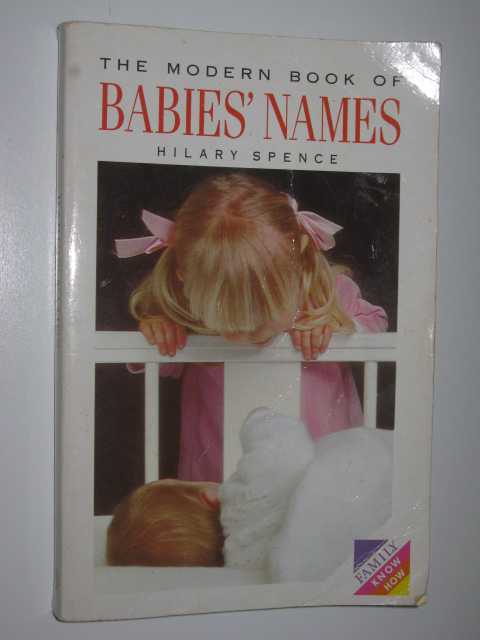 THE MODERN BOOK OF
BABIES' NAMES
HILARY SPENCE
FAMILY
KNOW
HOW